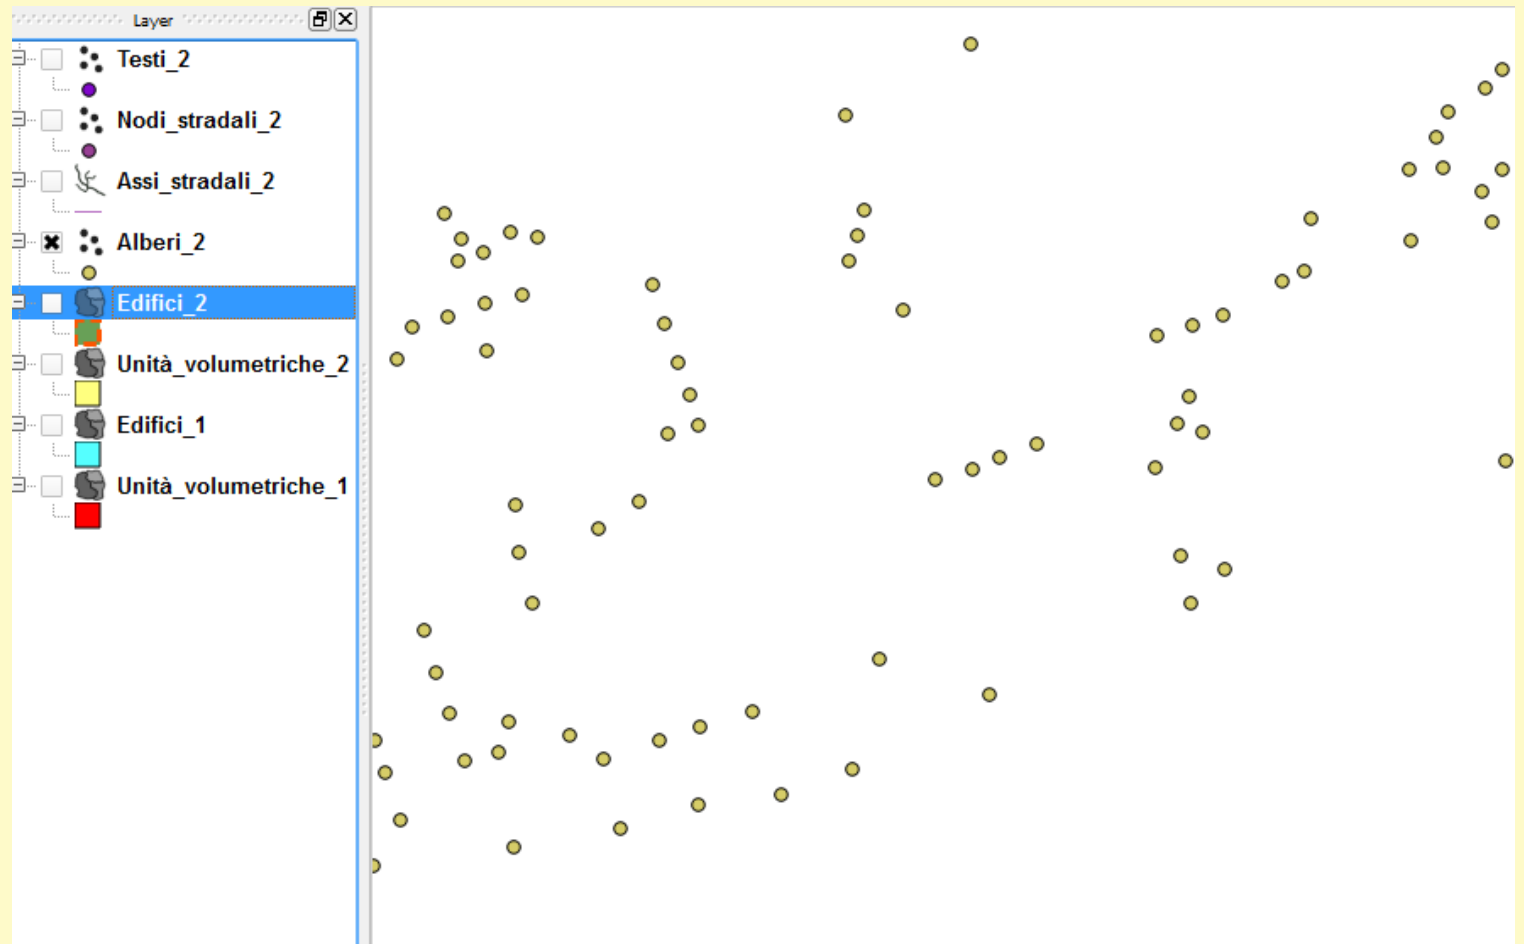 Layer
Testi_2
Nodi_stradali_2
Assi_stradali_2
Alberi_2
Edifici_2
Unità_volumetriche_2
Edifici_1
Unità_volumetriche_1